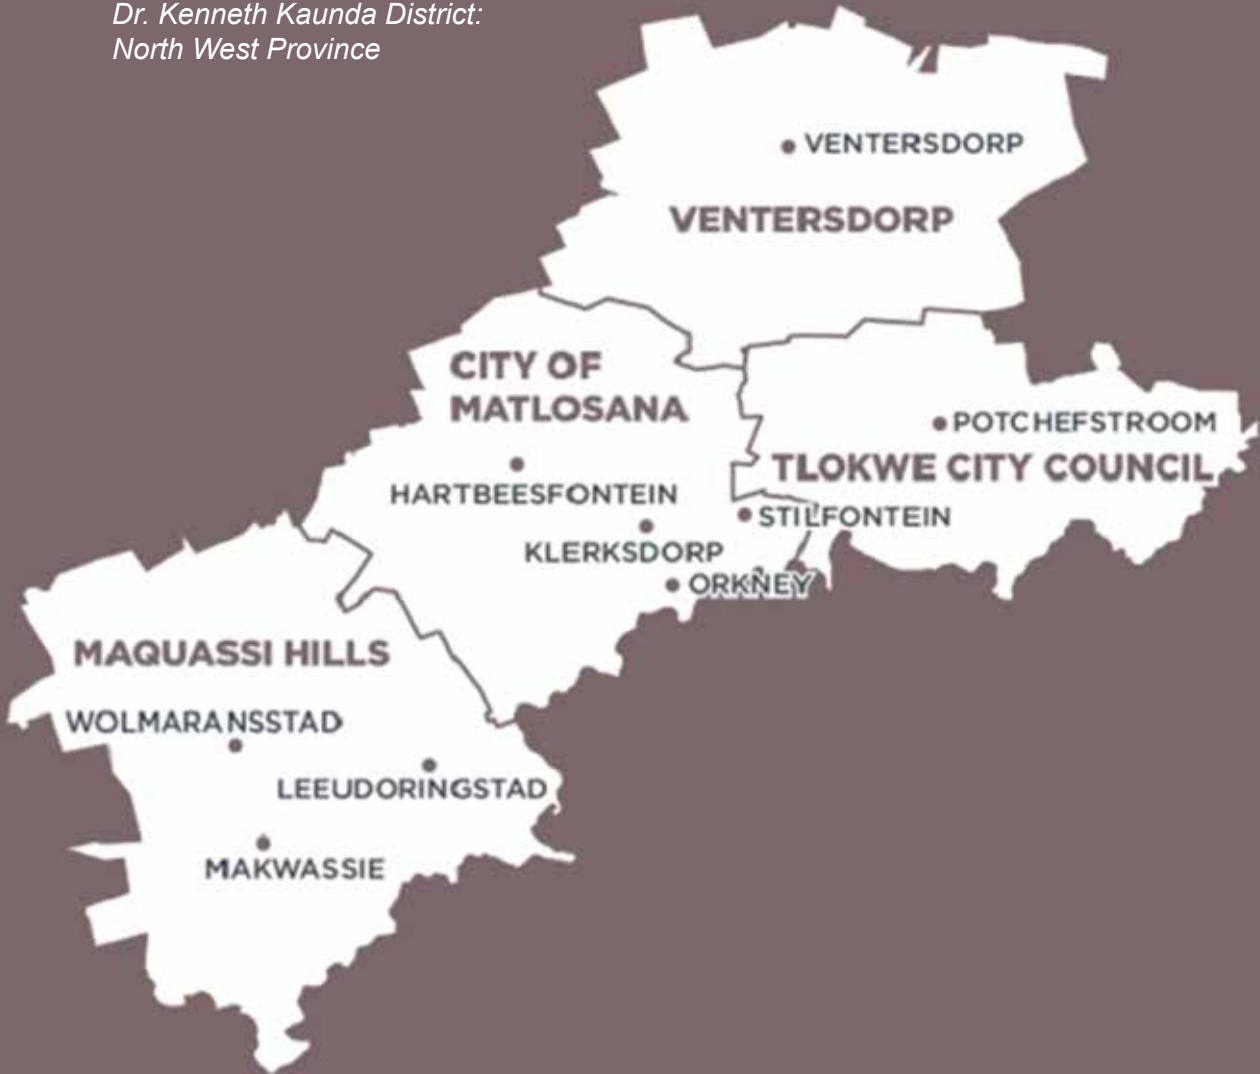 Dr. Kenneth Kaunda District:
North West Province
VENTERSDORP
VENTERSDORP
CITY OF
MATLOSANA
POTCHEFSTROOM
TLOKWE CITY COUNCIL
HARTBEESFONTEIN
STILFONTEIN
KLERKSDORP
ORKNEY
MAQUASSI HILLS
WOLMARANSSTAD
LEEUDORINGSTAD
MAKWASSIE